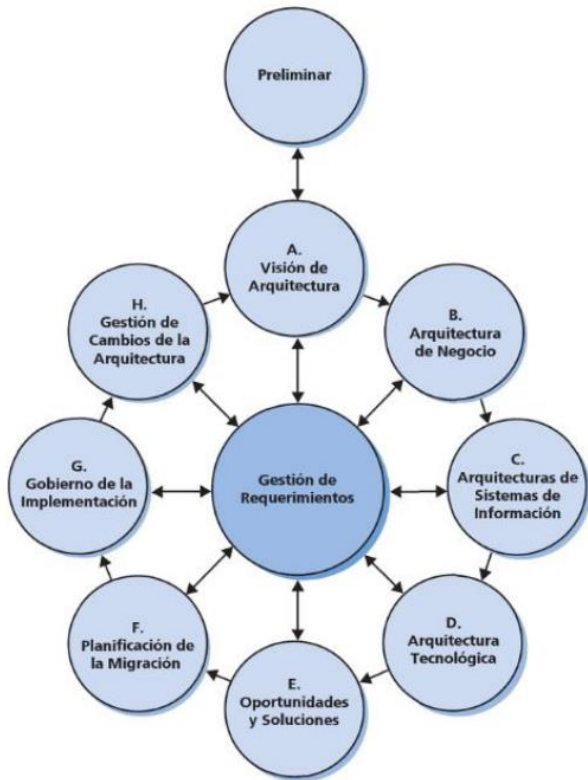 Preliminar
A.
Visión de
Arquitectura
B.
Arquitectura
de Negocio
C.
Arquitecturas de
Sistemas de
Información
D.
Arquitectura
Tecnológica
E.
Oportunidades
y Soluciones
F.
Planificación de
la Migración
G.
Gobierno de la
Implementación
H.
Gestión de
Cambios de la
Arquitectura
Gestión de
Requerimientos